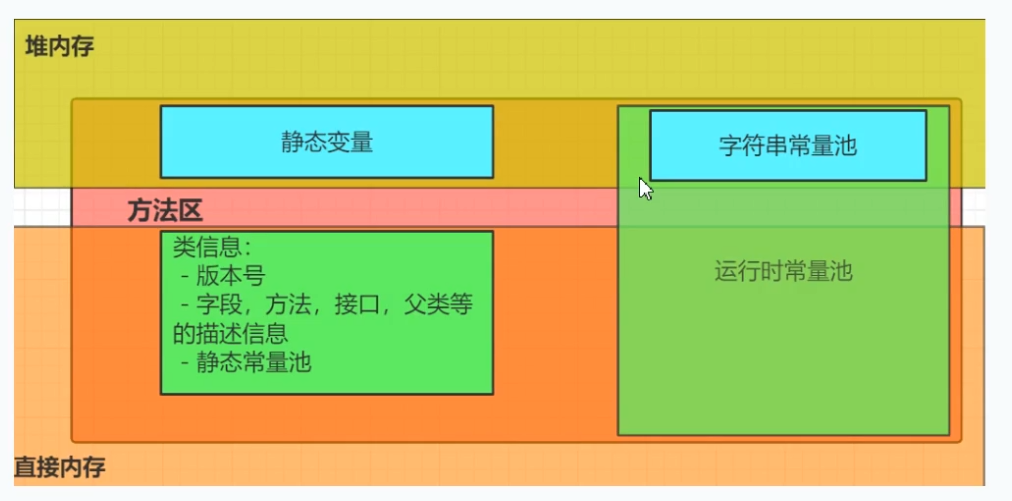 堆内存
静态变量
字符串常量池
方法区
类信息：
- 版本号
- 字段，方法，接口，父类等
的描述信息
- 静态常量池
运行时常量池
直接内存